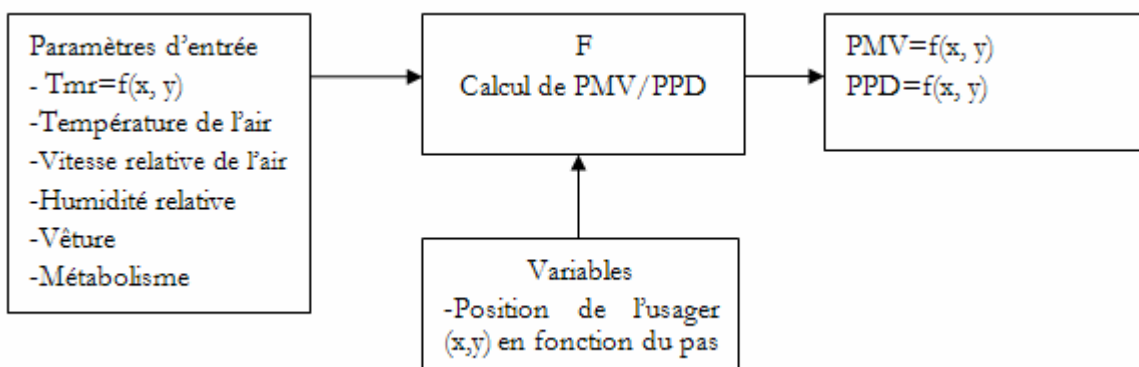 Paramètres d’entrée
- Tmr=f(x, y)
-Température de l’air
-Vitesse relative de l’air
-Humidité relative
-Vêture
-Métabolisme
F
Calcul de PMV/PPD
PMV=f(x, y)
PPD=f(x, y)
Variables
-Position de l’usager
(x,y) en fonction du pas